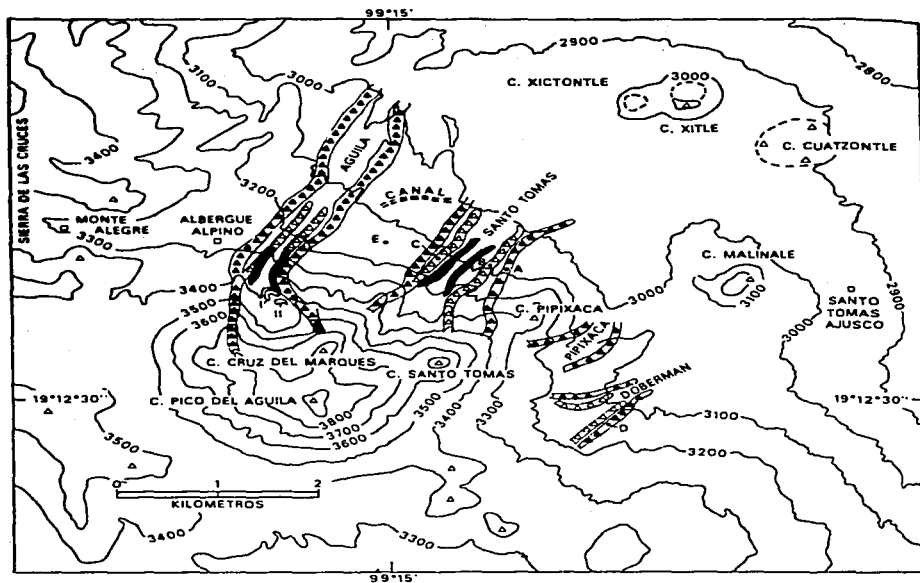 99°15'
3000
3100
2900
2800
C. XICTONTLE
3000
C. XITLE
C. CUATZONTLE
SIERRA DE LAS CRUCES
3400
AGUILA
3200
CANAL
SANTO TOMAS
MONTE ALEGRE
ALBERGUE ALPINO
3300
E
C
C. MALINALE
3400
3000
3100
2900
3500
3600
C. PIPIXACA
SANTO TOMAS AJUSCO
3000
PIPIXACA
C. CRUZ DEL MARQUES
C. SANTO TOMAS
DOBERMAN
19°12'30''
C. PICO DEL AGUILA
3500
3400
3300
19°12'30''
3800
3700
3600
3100
3500
3200
0 1 2
KILOMETROS
3400
3300
99°15'